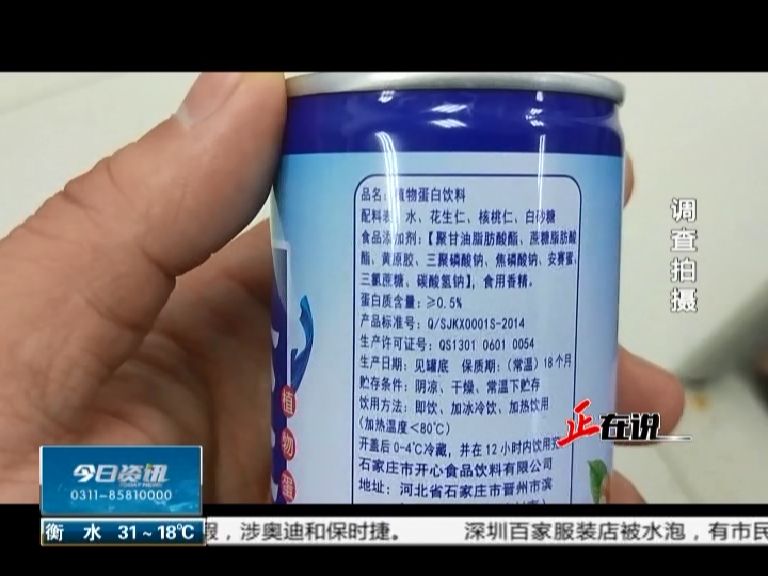 品名：植物蛋白饮料
配料表：水、花生仁、核桃仁、白砂糖
食品添加剂：【聚甘油脂肪酸酯、蔗糖脂肪酸
酯、黄原胶、三聚磷酸钠、焦磷酸钠、安赛蜜、
三氯蔗糖、碳酸氢钠】，食用香精。
蛋白质含量：≥0.5%
产品标准号：Q/SJKX0001S-2014
生产许可证号：QS1301 0601 0054
生产日期：见罐底 保质期：（常温）18个月
贮存条件：阴凉、干燥、常温下贮存
饮用方法：即饮、加冰冷饮、加热饮用
（加热温度＜80℃）
开盖后0-4℃冷藏，并在12小时内饮用完
石家庄市开心食品饮料有限公司
地址：河北省石家庄市晋州市滨
植物蛋
调查拍摄
正在说
今日资讯
TODAY NEWS
0311-85810000
衡水 31~18℃
，涉奥迪和保时捷。 深圳百家服装店被水泡，有市民